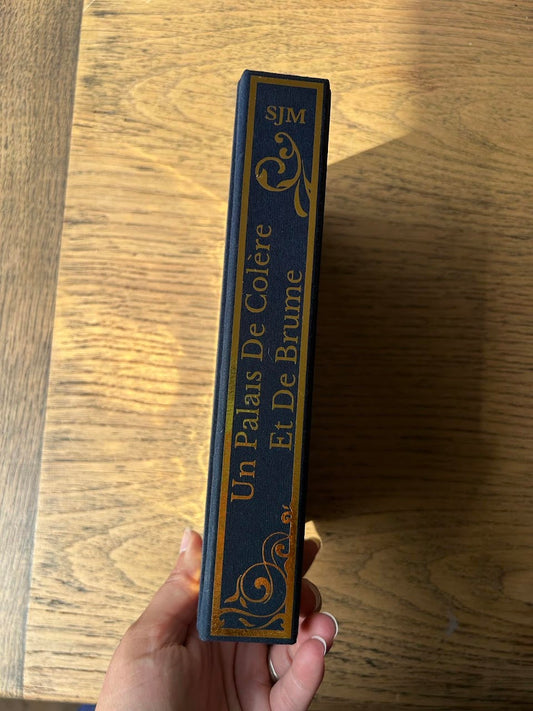 SJM
Un Palais De Colère
Et De Brume